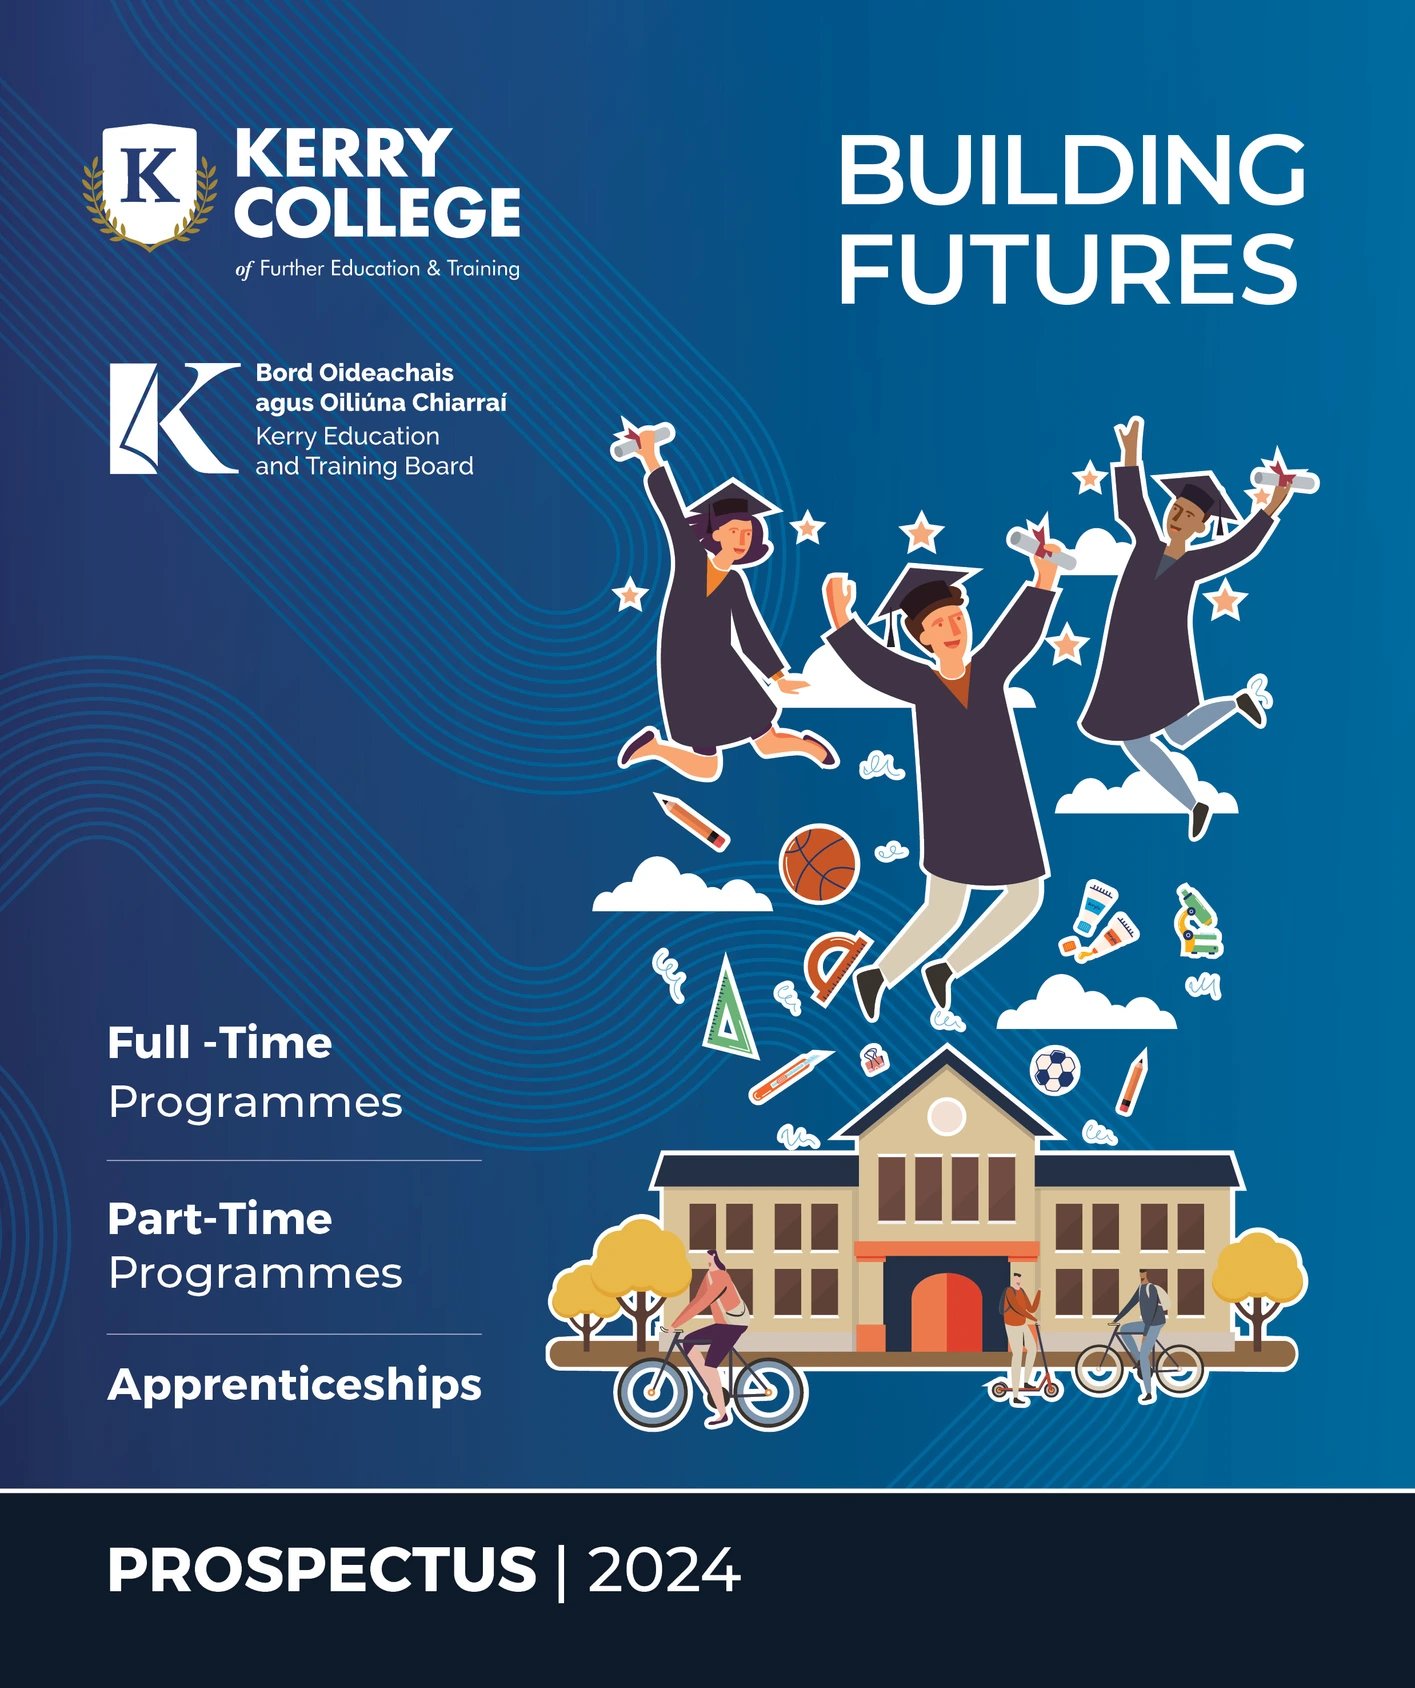 K
KERRY
COLLEGE
of Further Education & Training
BUILDING
FUTURES
K
Bord Oideachais
agus Oiliúna Chiarraí
Kerry Education
and Training Board
Full -Time
Programmes
Part-Time
Programmes
Apprenticeships
PROSPECTUS | 2024